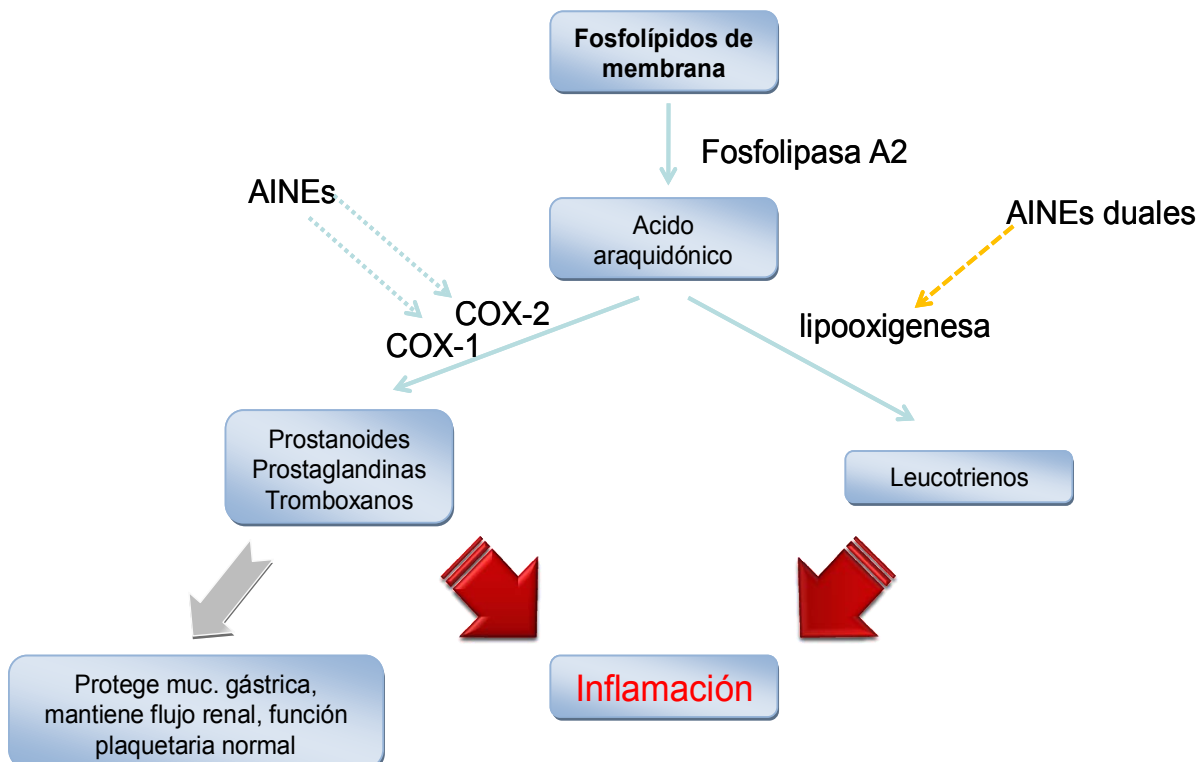 Fosfolípidos de
membrana
Fosfolipasa A2
AINEs
AINEs duales
Acido
araquidónico
COX-2
COX-1
lipooxigenesa
Prostanoides
Prostaglandinas
Tromboxanos
Leucotrienos
Protege muc. gástrica,
mantiene flujo renal, función
plaquetaria normal
Inflamación